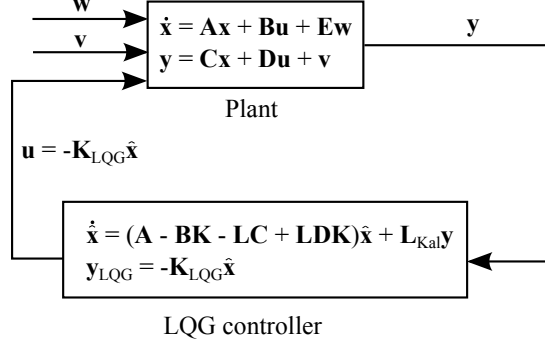 w
v
ẋ = Ax + Bu + Ew
y = Cx + Du + v
y
Plant
u = -K_LQG x̂
x̂̇ = (A - BK - LC + LDK)x̂ + L_Kal y
y_LQG = -K_LQG x̂
LQG controller